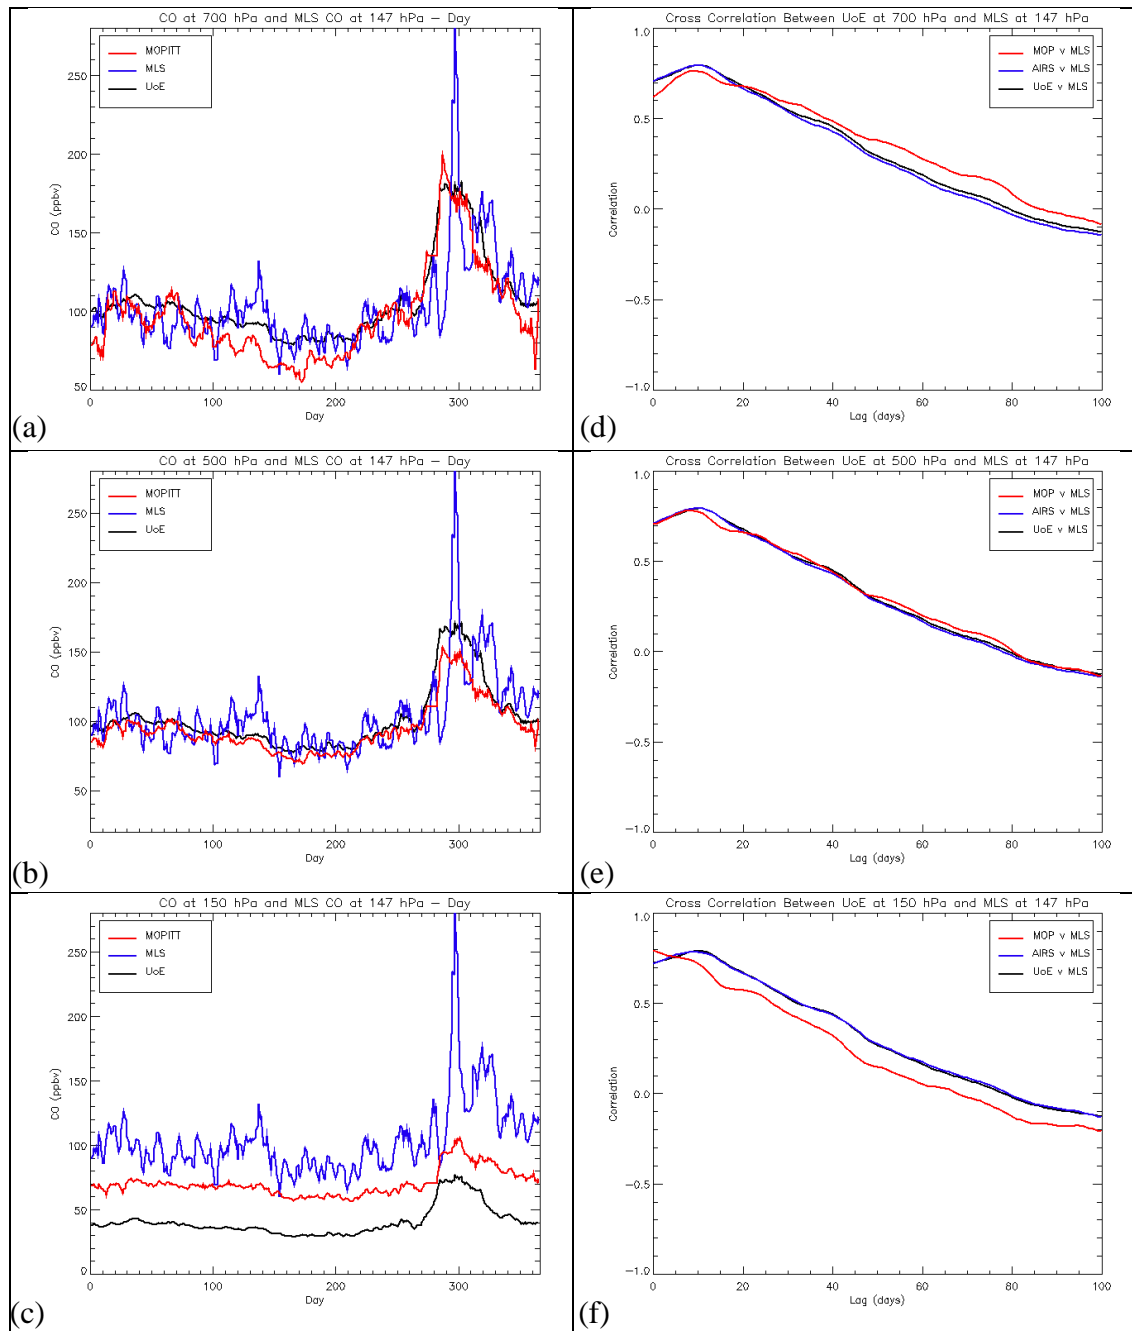 CO at 700 hPa and MLS CO at 147 hPa – Day
MOPITT
MLS
UoE
CO (ppbv)
250
200
150
100
50
0
100
200
300
Day
(a)
Cross Correlation Between UoE at 700 hPa and MLS at 147 hPa
MOP v MLS
AIRS v MLS
UoE v MLS
Correlation
1.0
0.5
0.0
−0.5
−1.0
0
20
40
60
80
100
Lag (days)
(d)
CO at 500 hPa and MLS CO at 147 hPa – Day
MOPITT
MLS
UoE
CO (ppbv)
250
200
150
100
50
0
100
200
300
Day
(b)
Cross Correlation Between UoE at 500 hPa and MLS at 147 hPa
MOP v MLS
AIRS v MLS
UoE v MLS
Correlation
1.0
0.5
0.0
−0.5
−1.0
0
20
40
60
80
100
Lag (days)
(e)
CO at 150 hPa and MLS CO at 147 hPa – Day
MOPITT
MLS
UoE
CO (ppbv)
250
200
150
100
50
0
0
100
200
300
Day
(c)
Cross Correlation Between UoE at 150 hPa and MLS at 147 hPa
MOP v MLS
AIRS v MLS
UoE v MLS
Correlation
1.0
0.5
0.0
−0.5
−1.0
0
20
40
60
80
100
Lag (days)
(f)